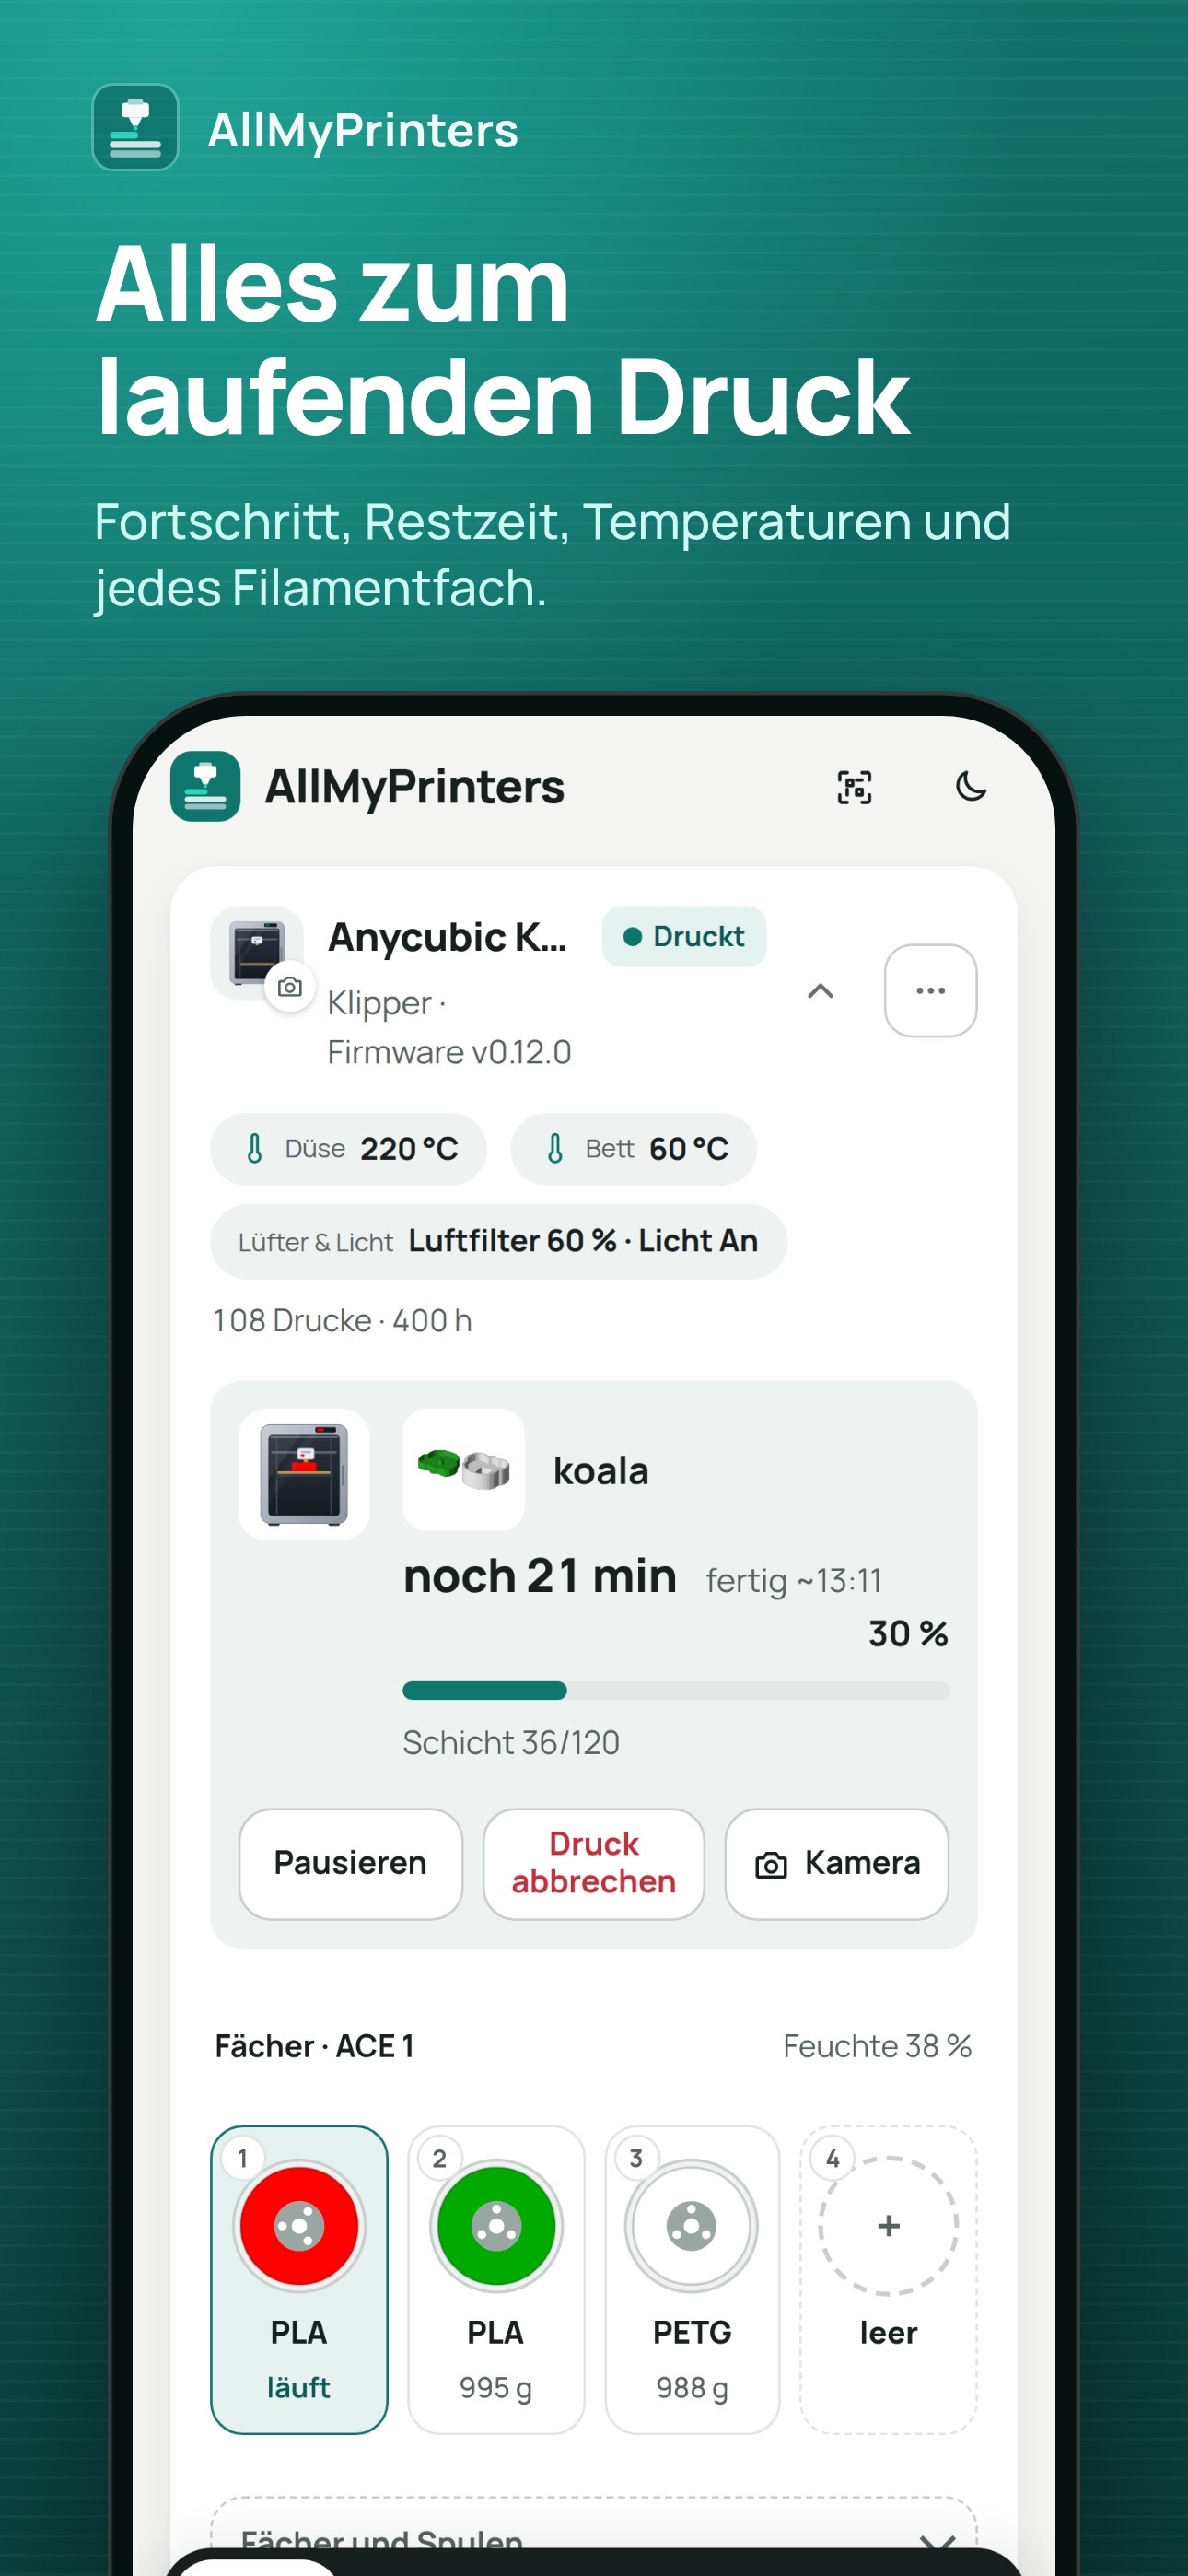 AllMyPrinters
Alles zum
laufenden Druck
Fortschritt, Restzeit, Temperaturen und
jedes Filamentfach.
AllMyPrinters
Anycubic K...
Druckt
Klipper ·
Firmware v0.12.0
Düse 220 °C
Bett 60 °C
Lüfter & Licht Luftfilter 60 % · Licht An
108 Drucke · 400 h
koala
noch 21 min fertig ~13:11
30 %
Schicht 36/120
Pausieren
Druck
abbrechen
Kamera
Fächer · ACE 1
Feuchte 38 %
1
2
3
4
+
PLA
PLA
PETG
leer
läuft
995 g
988 g
Fächer und Spulen